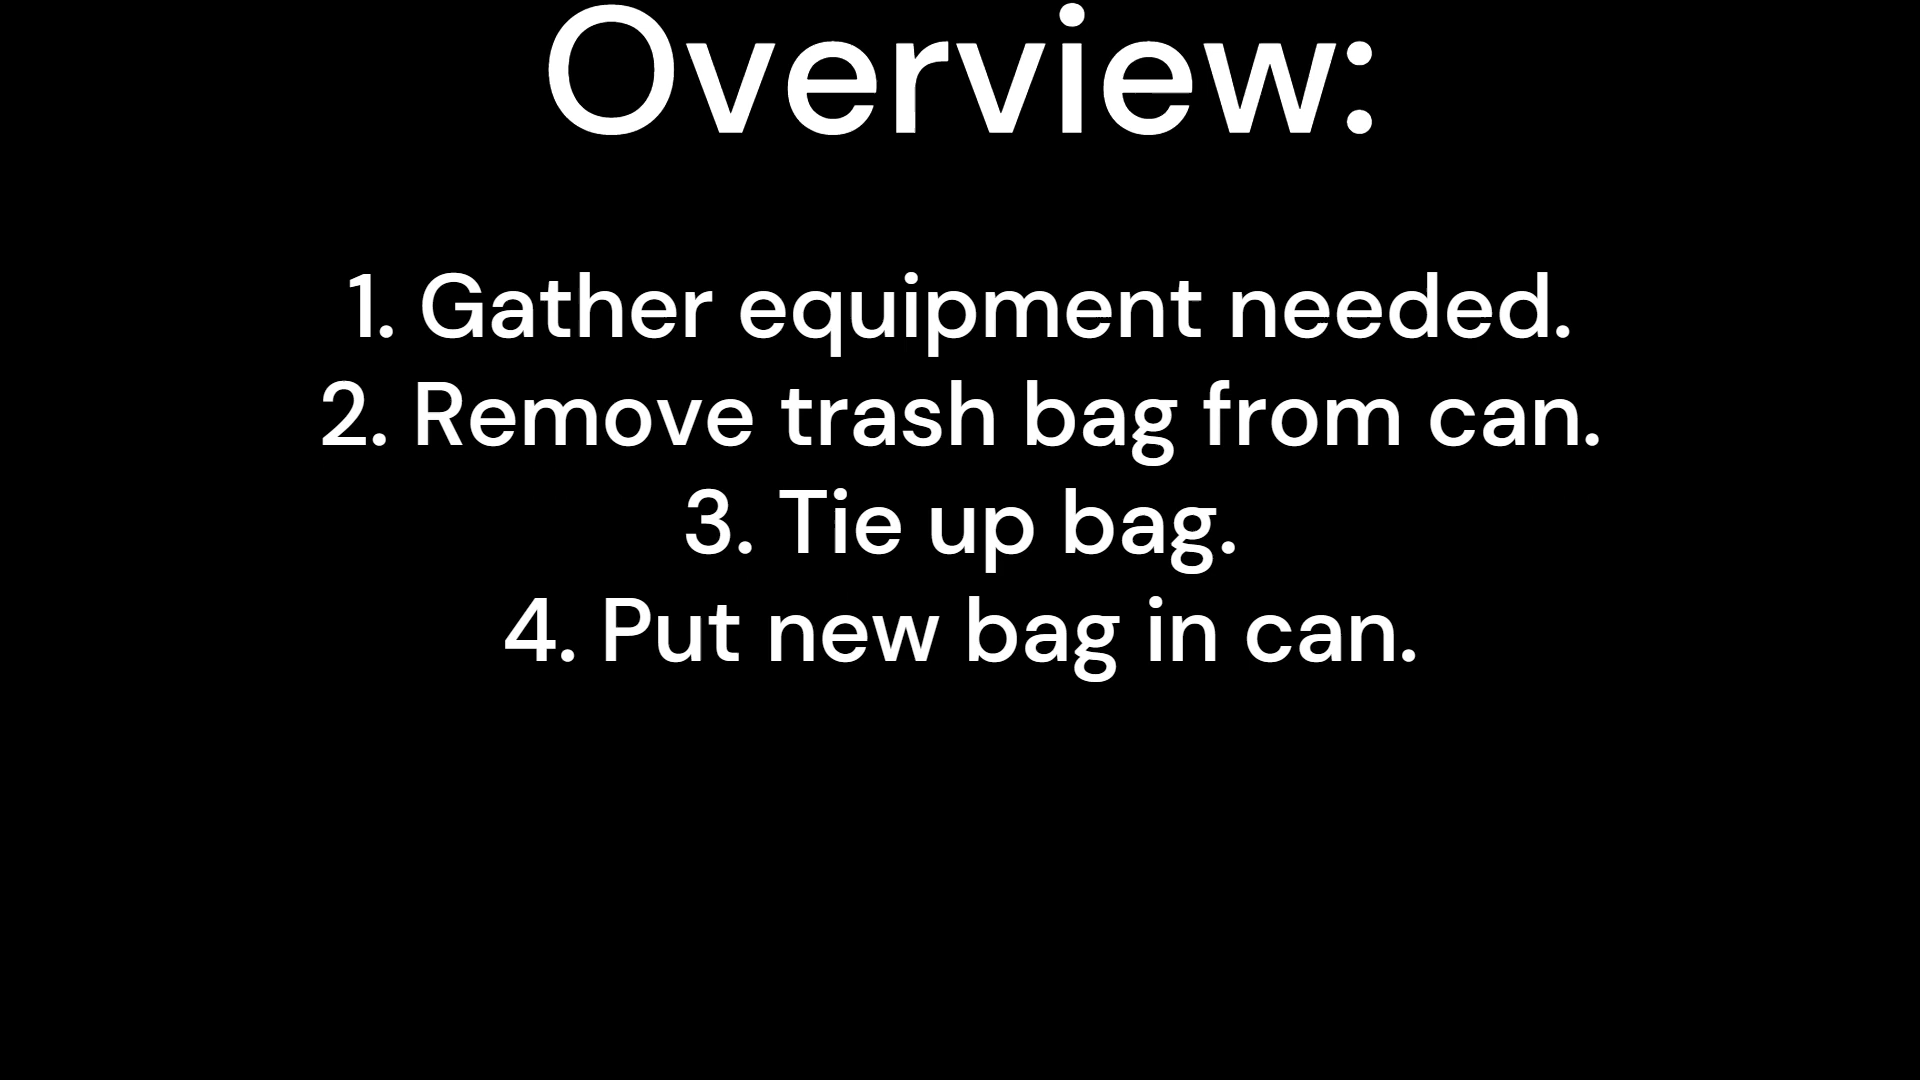 Overview:
1. Gather equipment needed.
2. Remove trash bag from can.
3. Tie up bag.
4. Put new bag in can.